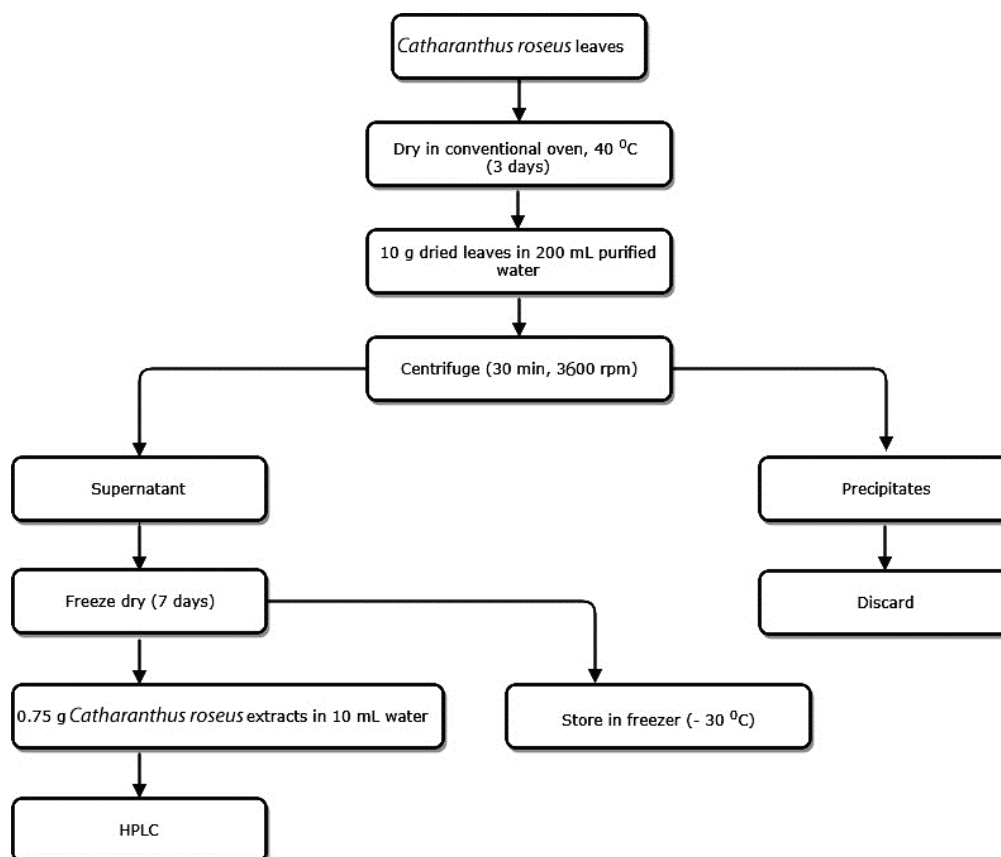 Catharanthus roseus leaves
Dry in conventional oven, 40 ⁰C
(3 days)
10 g dried leaves in 200 mL purified
water
Centrifuge (30 min, 3600 rpm)
Supernatant
Precipitates
Freeze dry (7 days)
Discard
0.75 g Catharanthus roseus extracts in 10 mL water
Store in freezer (- 30 ⁰C)
HPLC